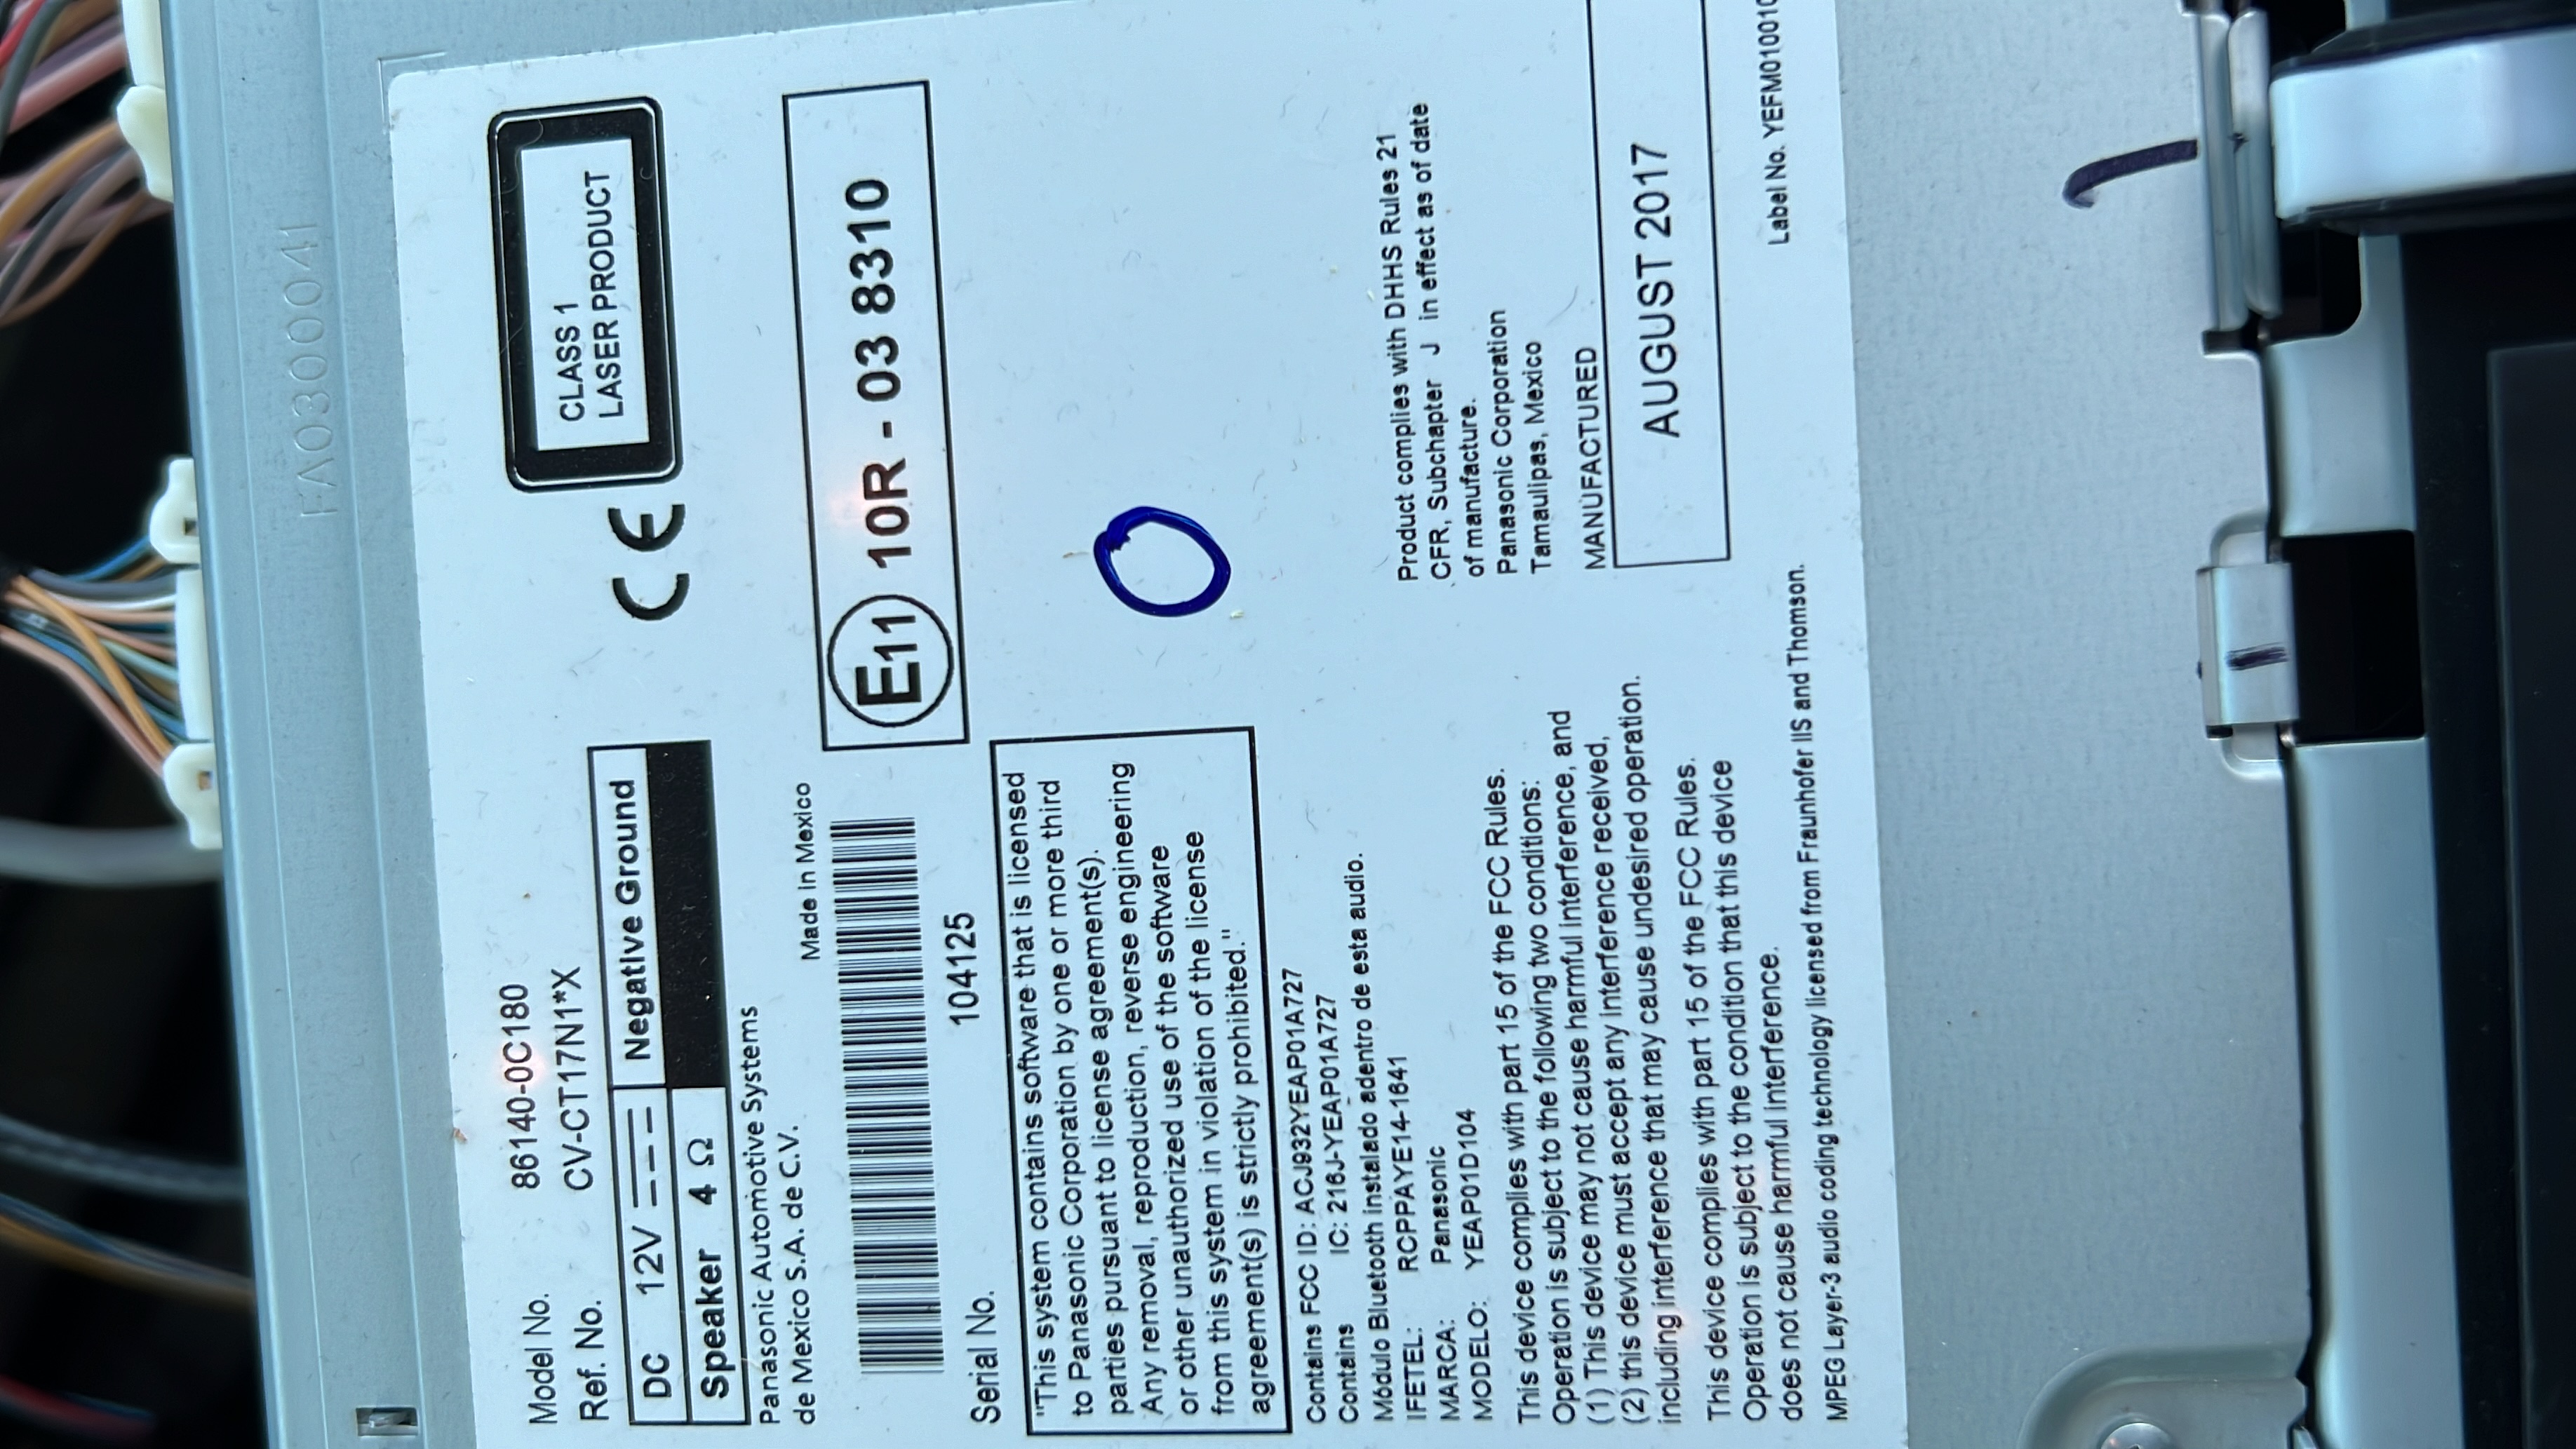 FA0300041
Model No. 86140-0C180
Ref. No. CV-CT17N1*X
DC 12V Negative Ground
Speaker 4 Ω
CLASS 1
LASER PRODUCT
CE
Panasonic Automotive Systems
de Mexico S.A. de C.V.
Made in Mexico
E11 10R - 03 8310
Serial No. 104125
"This system contains software that is licensed
to Panasonic Corporation by one or more third
parties pursuant to license agreement(s).
Any removal, reproduction, reverse engineering
or other unauthorized use of the software
from this system in violation of the license
agreement(s) is strictly prohibited."
Contains FCC ID: ACJ932YEAP01A727
Contains IC: 216J-YEAP01A727
Módulo Bluetooth instalado adentro de esta audio.
IFETEL: RCPPAYE14-1641
MARCA: Panasonic
MODELO: YEAP01D104
This device complies with part 15 of the FCC Rules.
Operation is subject to the following two conditions:
(1) This device may not cause harmful interference, and
(2) this device must accept any interference received,
including interference that may cause undesired operation.
This device complies with part 15 of the FCC Rules.
Operation is subject to the condition that this device
does not cause harmful interference.
MPEG Layer-3 audio coding technology licensed from Fraunhofer IIS and Thomson.
Product complies with DHHS Rules 21
CFR, Subchapter J in effect as of date
of manufacture.
Panasonic Corporation
Tamaulipas, Mexico
MANUFACTURED
AUGUST 2017
Label No. YEFM010010